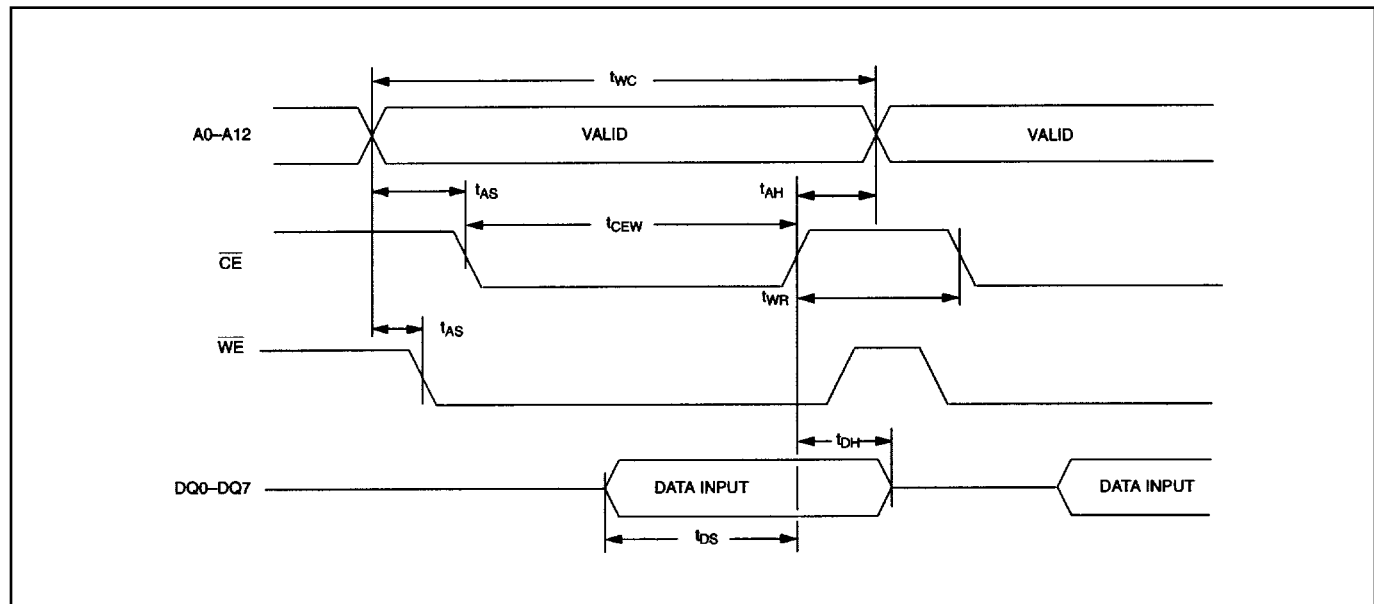 tWC
A0–A12
VALID
VALID
tAS
tAH
tCEW
CE
tWR
tAS
WE
tDH
DQ0–DQ7
DATA INPUT
DATA INPUT
tDS